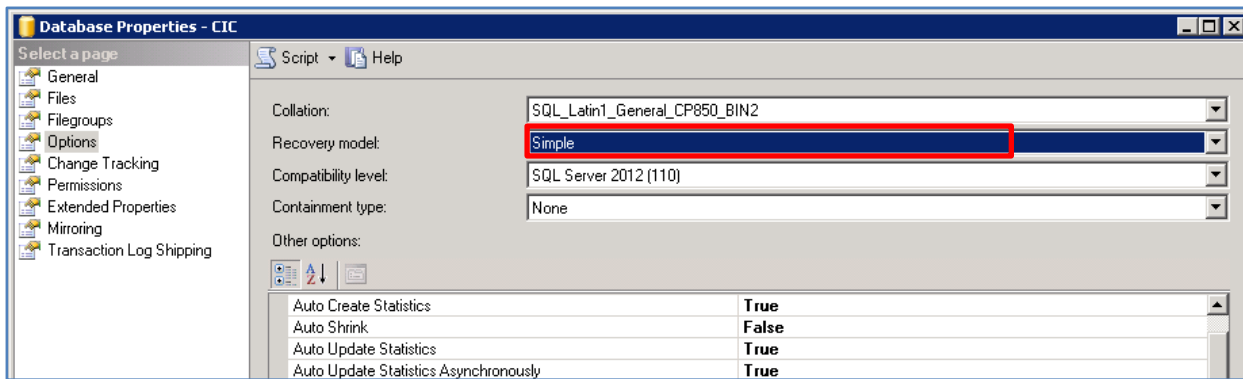 Database Properties - CIC
Select a page
General
Files
Filegroups
Options
Change Tracking
Permissions
Extended Properties
Mirroring
Transaction Log Shipping
Script Help
Collation: SQL_Latin1_General_CP850_BIN2
Recovery model: Simple
Compatibility level: SQL Server 2012 (110)
Containment type: None
Other options:
Auto Create Statistics True
Auto Shrink False
Auto Update Statistics True
Auto Update Statistics Asynchronously True